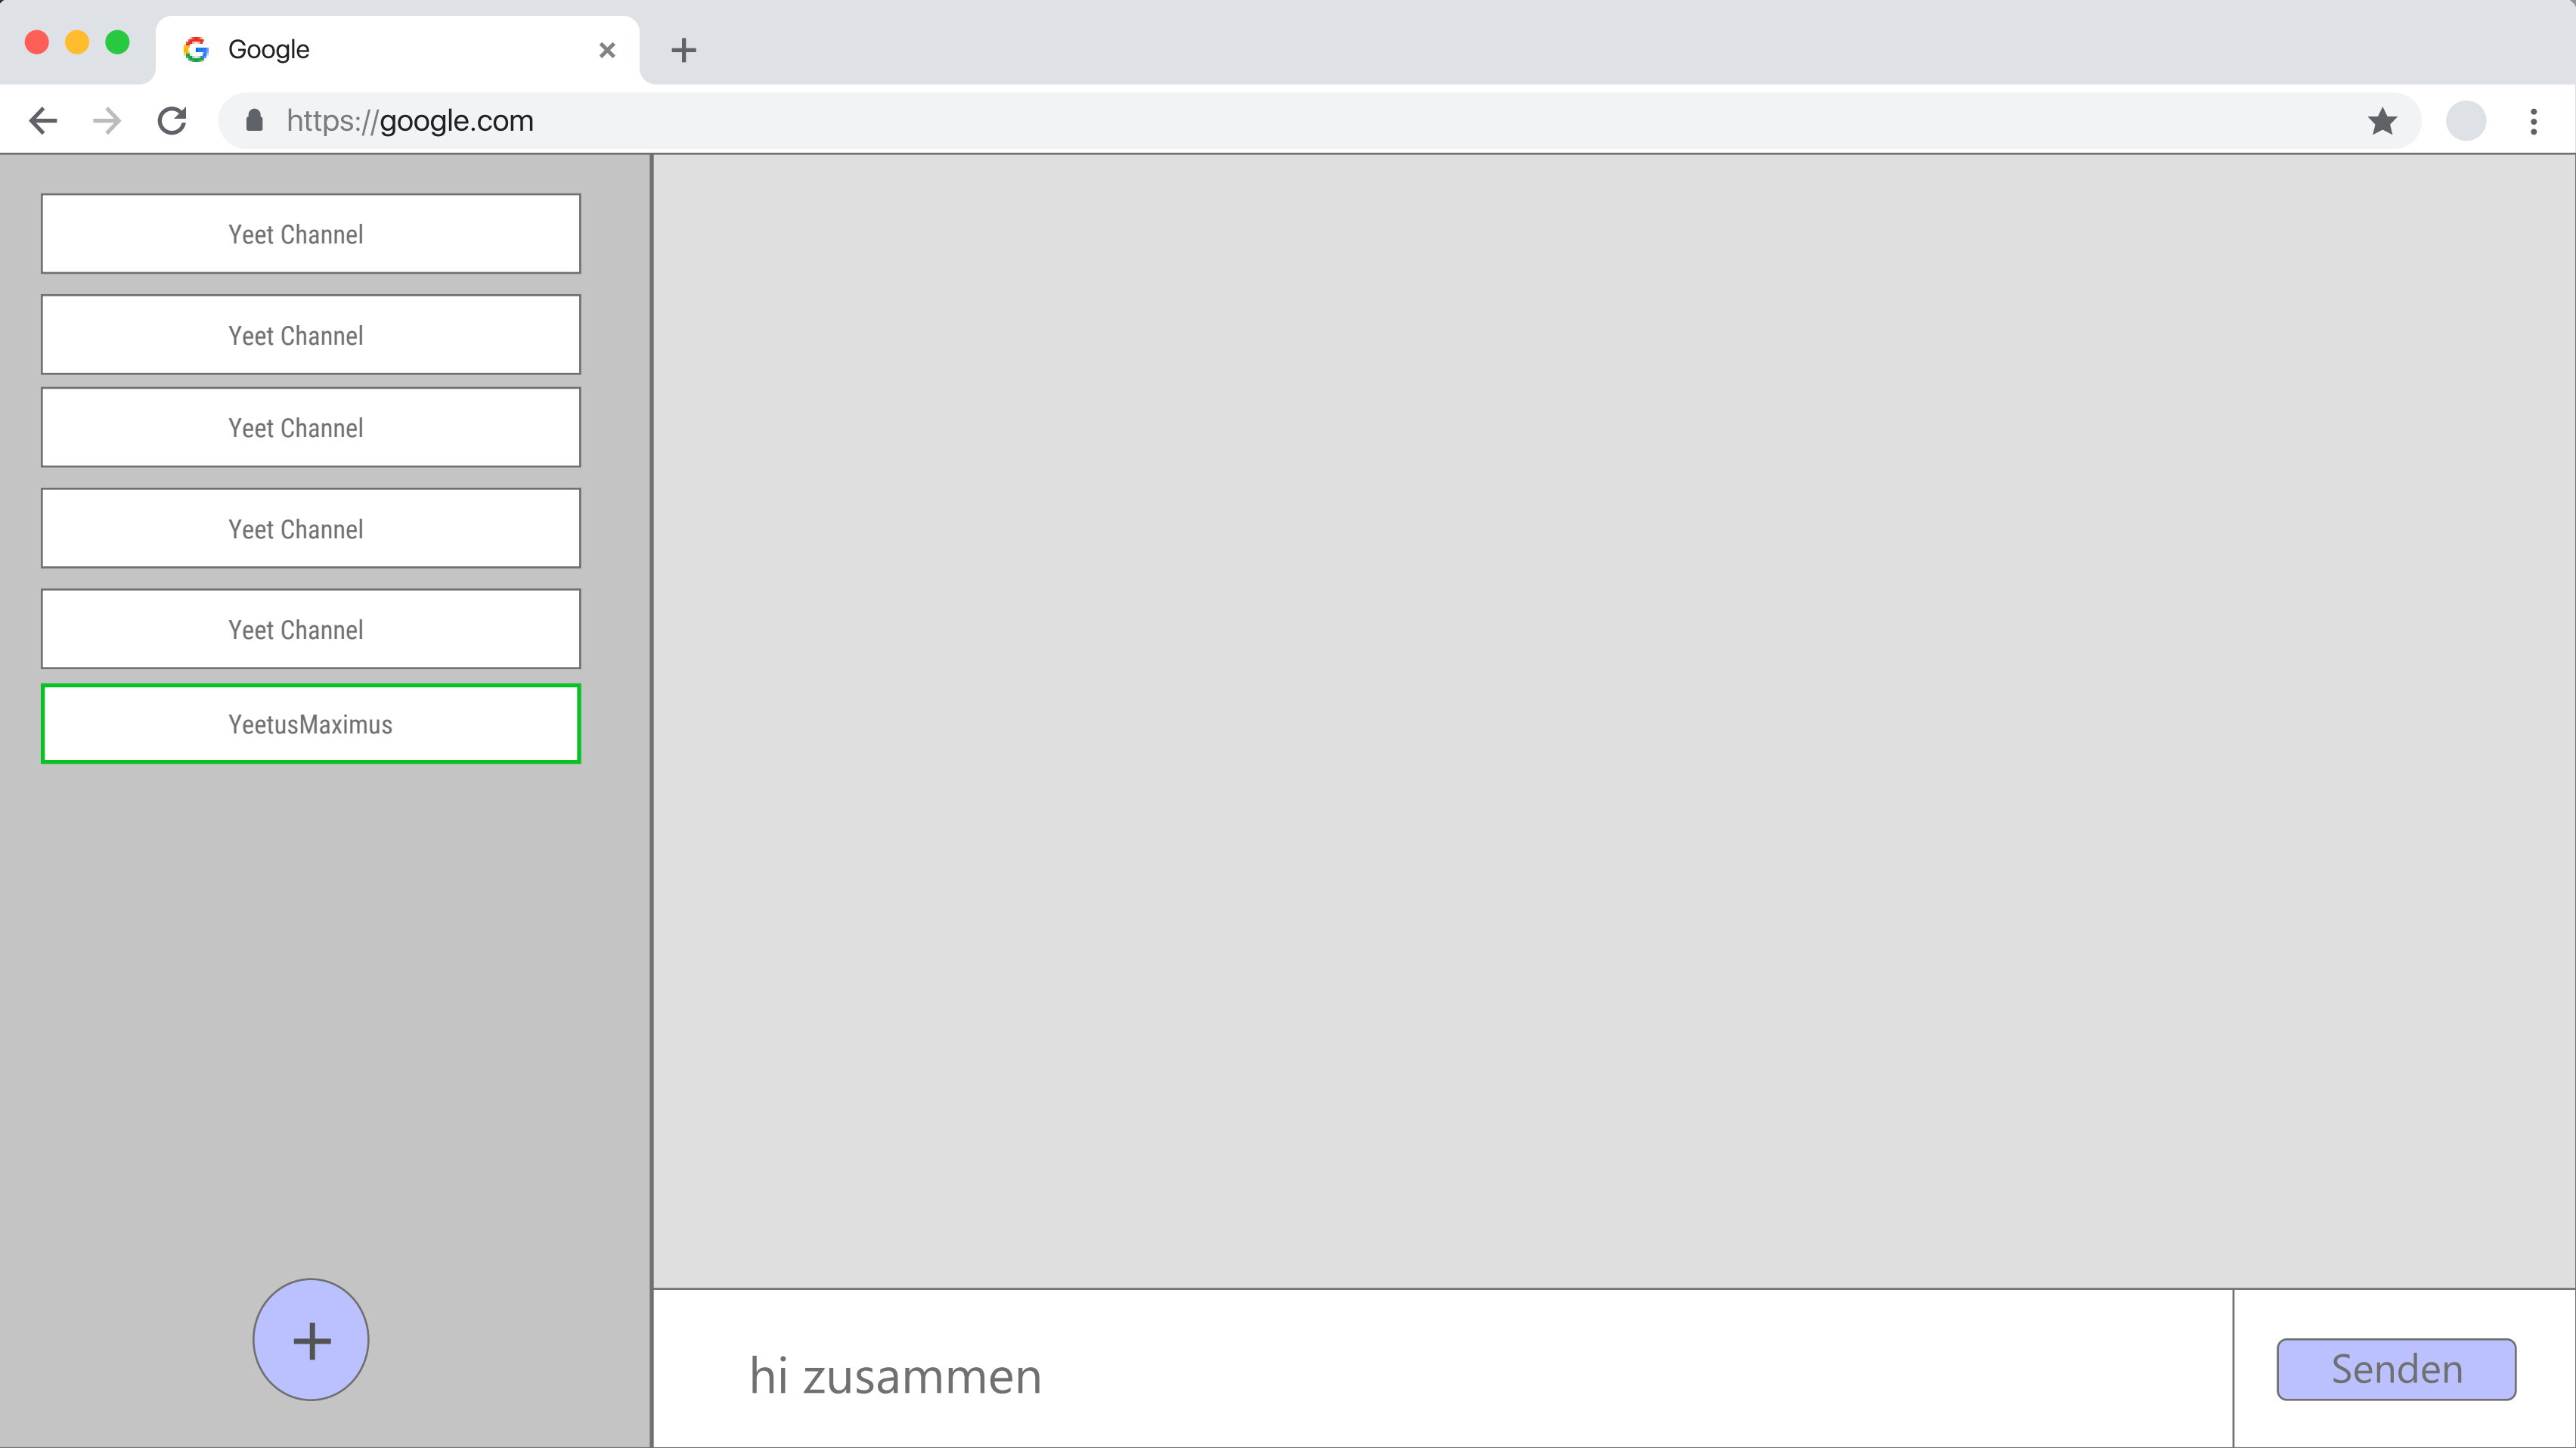 Google
https://google.com
Yeet Channel
Yeet Channel
Yeet Channel
Yeet Channel
Yeet Channel
YeetusMaximus
hi zusammen
Senden